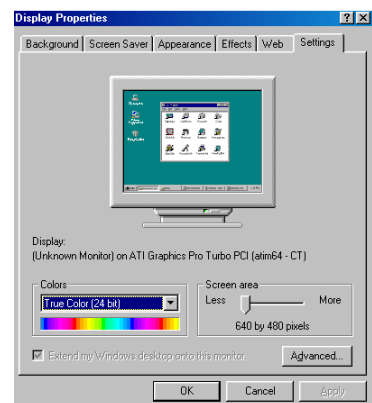 Display Properties
Background Screen Saver Appearance Effects Web Settings
Display:
(Unknown Monitor) on ATI Graphics Pro Turbo PCI (atim64 - CT)
Colors
True Color (24 bit)
Screen area
Less More
640 by 480 pixels
Extend my Windows desktop onto this monitor.
Advanced...
OK Cancel Apply